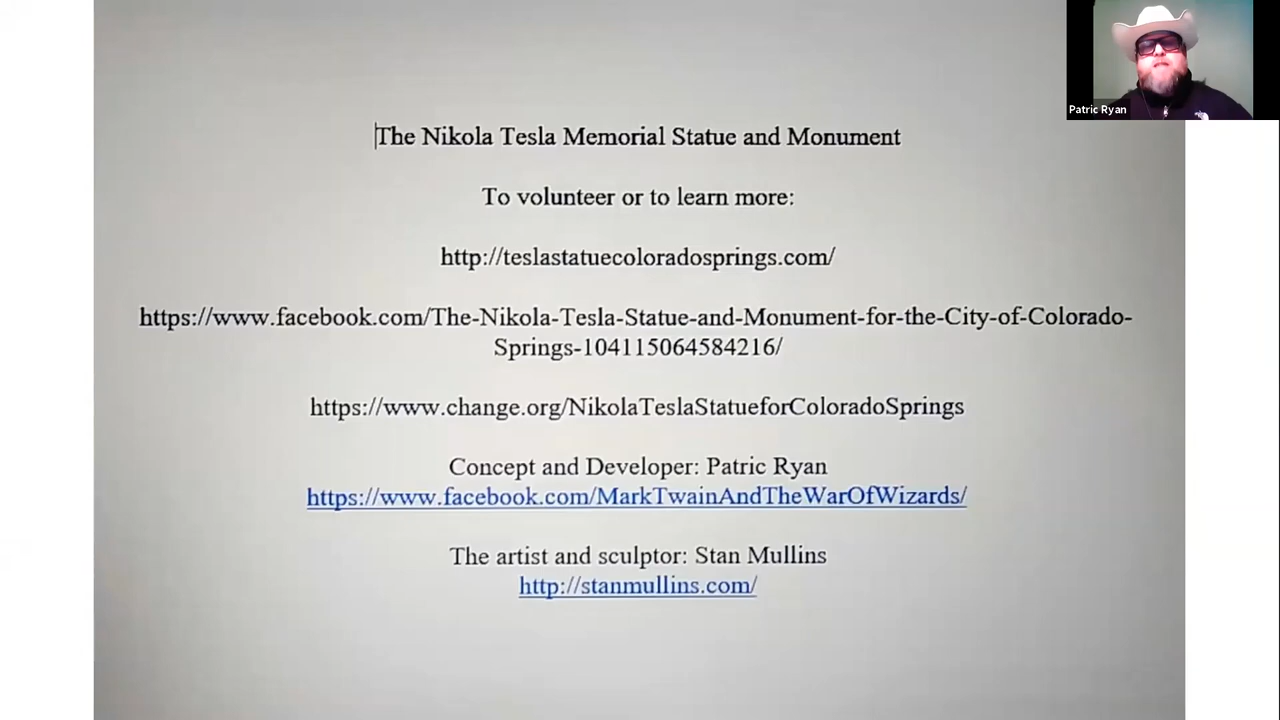 Patric Ryan
The Nikola Tesla Memorial Statue and Monument
To volunteer or to learn more:
http://teslastatuecoloradosprings.com/
https://www.facebook.com/The-Nikola-Tesla-Statue-and-Monument-for-the-City-of-Colorado-
Springs-104115064584216/
https://www.change.org/NikolaTeslaStatueforColoradoSprings
Concept and Developer: Patric Ryan
https://www.facebook.com/MarkTwainAndTheWarOfWizards/
The artist and sculptor: Stan Mullins
http://stanmullins.com/